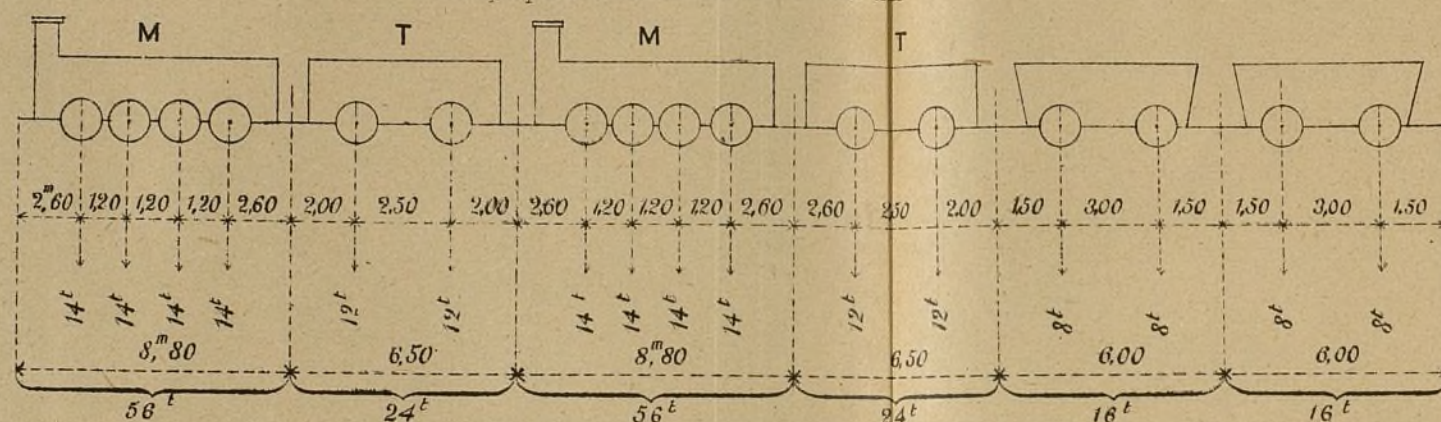 M T M T
2,ᵐ60 1,20 1,20 1,20 2,60 2,00 2,50 2,00 2,60 1,20 1,20 1,20 2,60 2,60 2,50 2,00 1,50 3,00 1,50 1,50 3,00 1,50
14ᵗ 14ᵗ 14ᵗ 14ᵗ 12ᵗ 12ᵗ 14ᵗ 14ᵗ 14ᵗ 14ᵗ 12ᵗ 12ᵗ 8ᵗ 8ᵗ 8ᵗ 8ᵗ
8,ᵐ80 6,50 8,ᵐ80 6,50 6,00 6,00
56ᵗ 24ᵗ 56ᵗ 24ᵗ 16ᵗ 16ᵗ